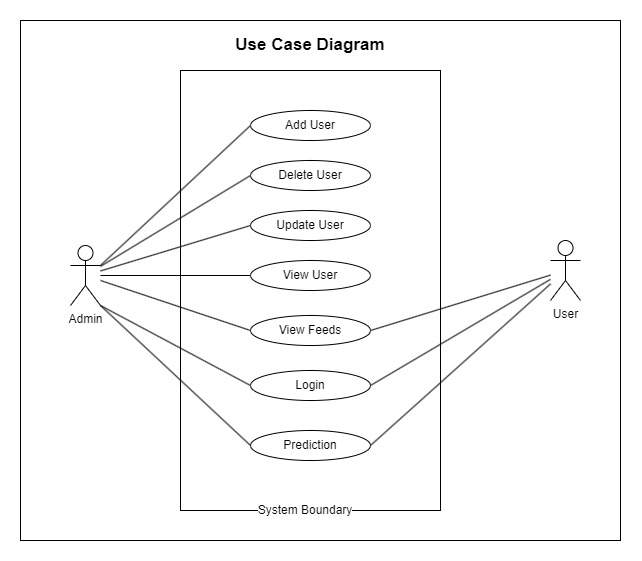 Use Case Diagram
Add User
Delete User
Update User
View User
Admin
User
View Feeds
Login
Prediction
System Boundary